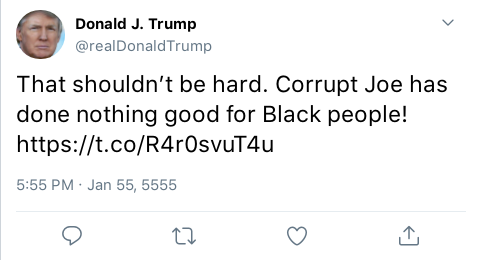 Donald J. Trump
@realDonaldTrump
That shouldn’t be hard. Corrupt Joe has
done nothing good for Black people!
https://t.co/R4r0svuT4u
5:55 PM · Jan 55, 5555